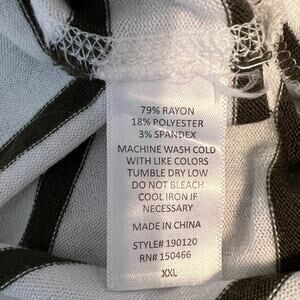 79% RAYON
18% POLYESTER
3% SPANDEX
MACHINE WASH COLD
WITH LIKE COLORS
TUMBLE DRY LOW
DO NOT BLEACH
COOL IRON IF
NECESSARY
MADE IN CHINA
STYLE# 190120
RN# 150466
XXL